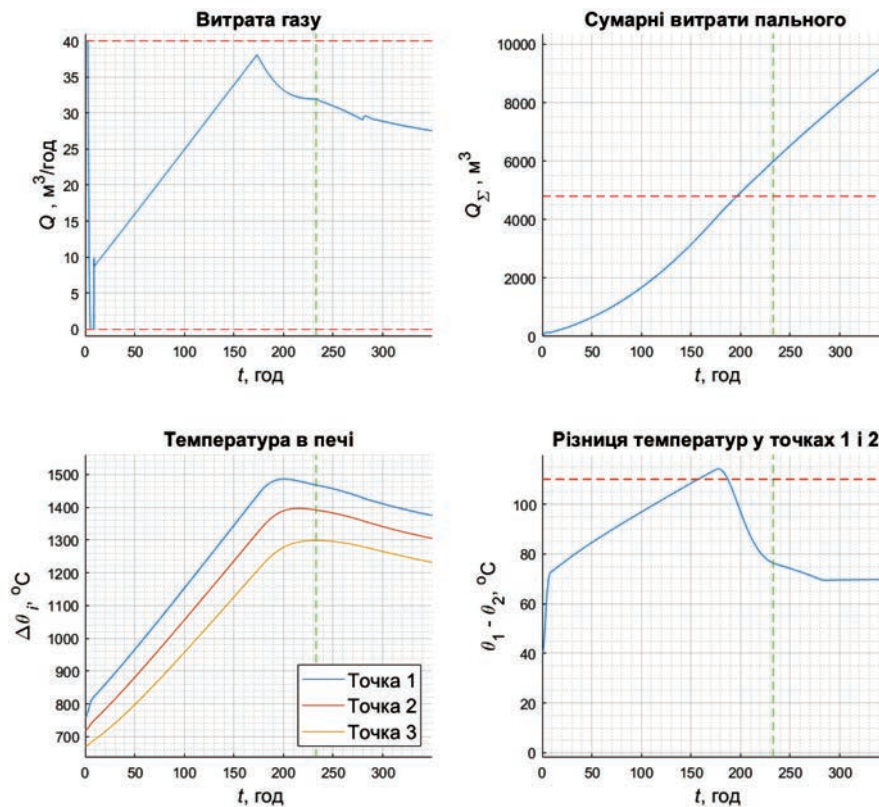 Витрата газу
40
35
30
25
20
15
10
5
0
Q , м³/год
0 50 100 150 200 250 300
t, год
Сумарні витрати пального
10000
8000
6000
4000
2000
0
Q_Σ , м³
0 50 100 150 200 250 300
t, год
Температура в печі
1500
1400
1300
1200
1100
1000
900
800
700
Δθ_i, °C
Точка 1
Точка 2
Точка 3
0 50 100 150 200 250 300
t, год
Різниця температур у точках 1 і 2
100
80
60
40
20
0
θ₁ - θ₂, °C
0 50 100 150 200 250 300
t, год